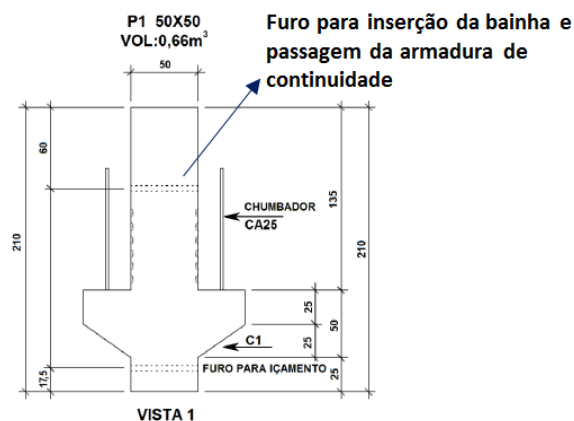 P1 50X50
VOL:0,66m³
Furo para inserção da bainha e
passagem da armadura de
continuidade
50
60
210
CHUMBADOR
CA25
135
210
25
50
25
C1
FURO PARA IÇAMENTO
25
17,5
VISTA 1